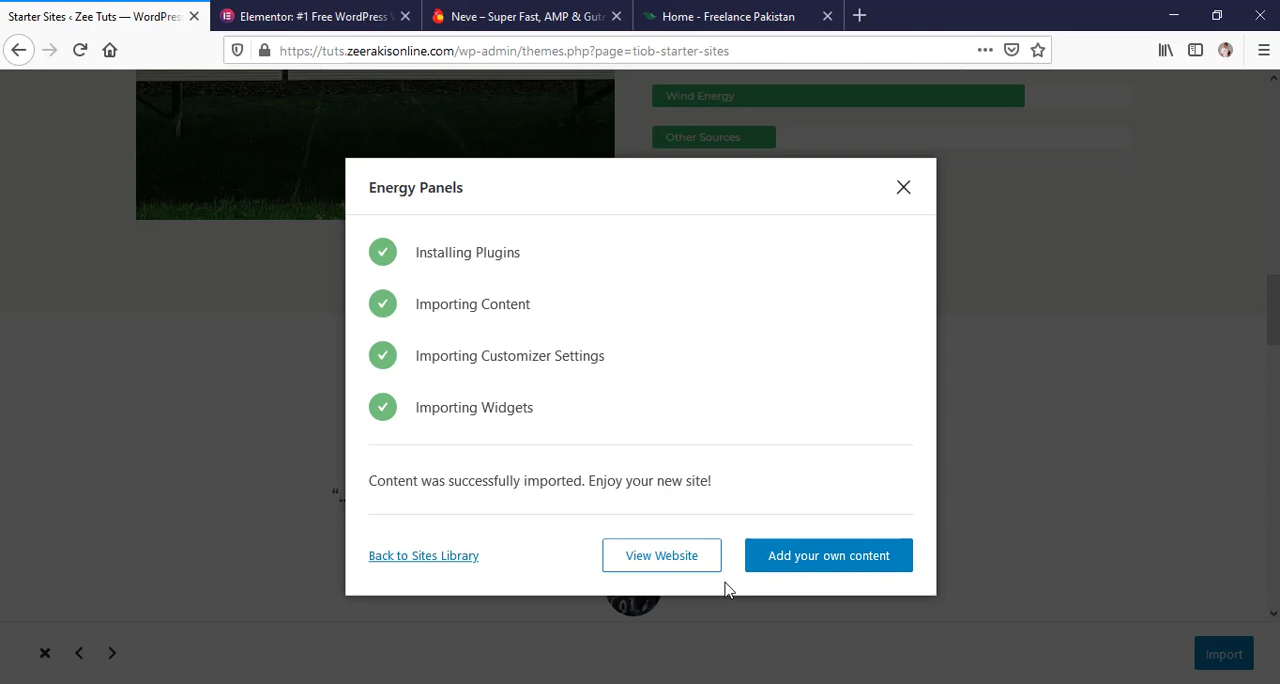 Starter Sites ‹ Zee Tuts — WordPres
Elementor: #1 Free WordPress
Neve – Super Fast, AMP & Gut
Home - Freelance Pakistan
https://tuts.zeerakisonline.com/wp-admin/themes.php?page=tiob-starter-sites
Wind Energy
Other Sources
Energy Panels
Installing Plugins
Importing Content
Importing Customizer Settings
Importing Widgets
Content was successfully imported. Enjoy your new site!
Back to Sites Library
View Website
Add your own content
Import